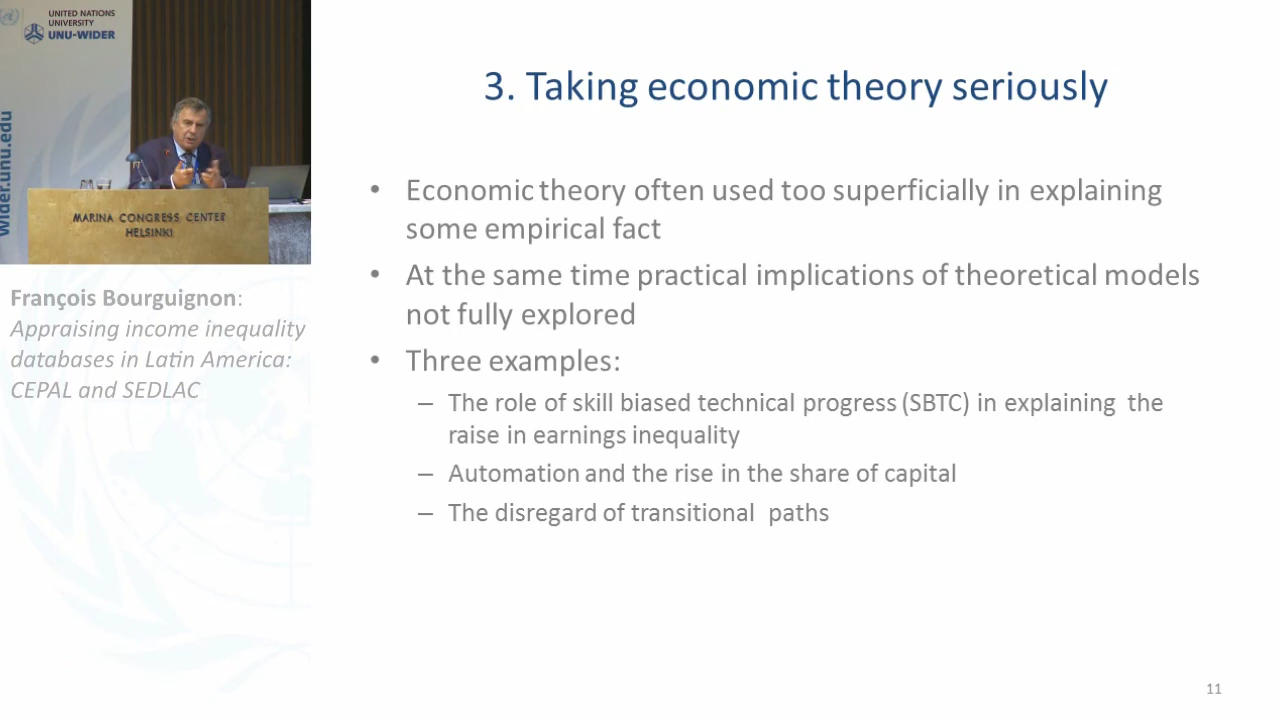 UNITED NATIONS
UNIVERSITY
UNU-WIDER
wider.unu.edu
MARINA CONGRESS CENTER
HELSINKI
François Bourguignon:
Appraising income inequality
databases in Latin America:
CEPAL and SEDLAC
3. Taking economic theory seriously
• Economic theory often used too superficially in explaining
some empirical fact
• At the same time practical implications of theoretical models
not fully explored
• Three examples:
– The role of skill biased technical progress (SBTC) in explaining the
raise in earnings inequality
– Automation and the rise in the share of capital
– The disregard of transitional paths
11